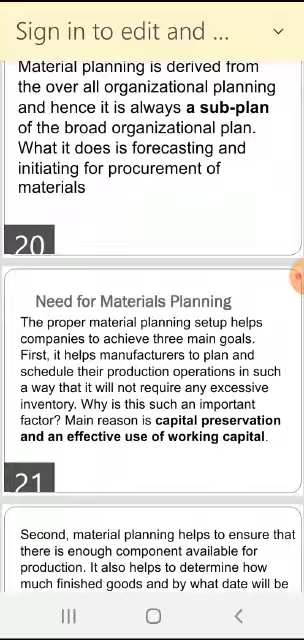 Sign in to edit and ...
Material planning is derived from
the over all organizational planning
and hence it is always a sub-plan
of the broad organizational plan.
What it does is forecasting and
initiating for procurement of
materials
20
Need for Materials Planning
The proper material planning setup helps
companies to achieve three main goals.
First, it helps manufacturers to plan and
schedule their production operations in such
a way that it will not require any excessive
inventory. Why is this such an important
factor? Main reason is capital preservation
and an effective use of working capital.
21
Second, material planning helps to ensure that
there is enough component available for
production. It also helps to determine how
much finished goods and by what date will be